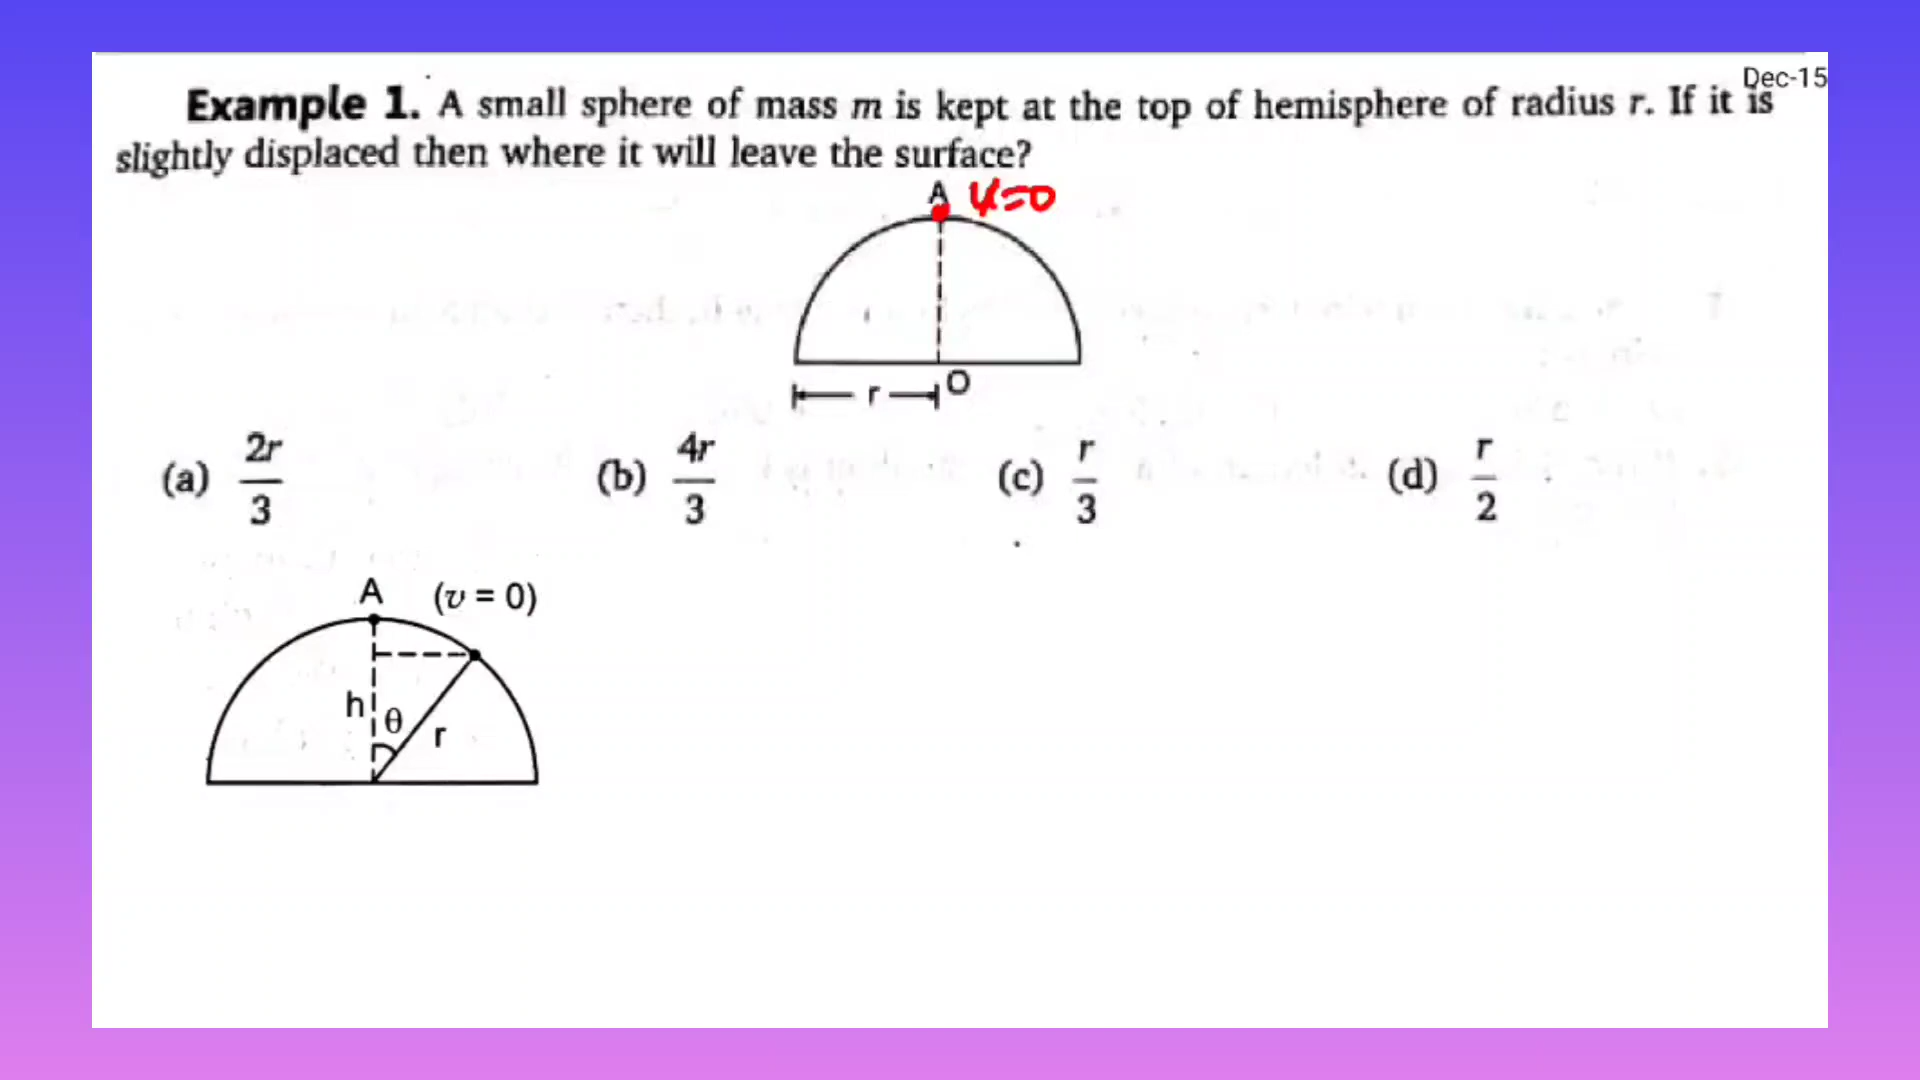 Dec-15
Example 1. A small sphere of mass m is kept at the top of hemisphere of radius r. If it is
slightly displaced then where it will leave the surface?
A u=0
r O
(a) 2r/3 (b) 4r/3 (c) r/3 (d) r/2
A (v = 0)
h θ r